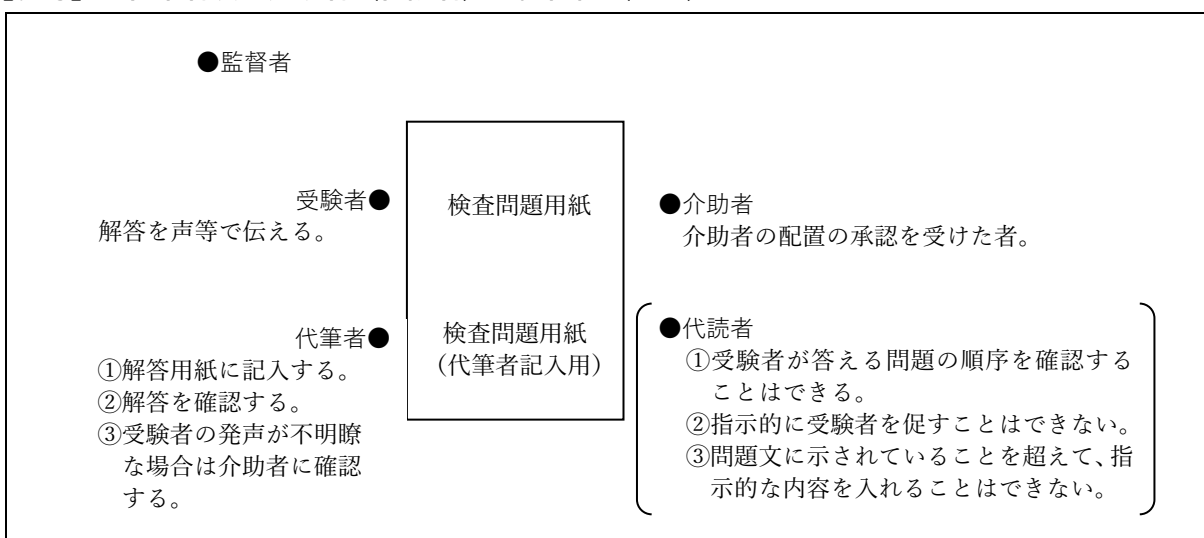 ●監督者
受験者●
解答を声等で伝える。
検査問題用紙
●介助者
介助者の配置の承認を受けた者。
代筆者●
①解答用紙に記入する。
②解答を確認する。
③受験者の発声が不明瞭
な場合は介助者に確認
する。
検査問題用紙
(代筆者記入用)
●代読者
①受験者が答える問題の順序を確認する
ことはできる。
②指示的に受験者を促すことはできない。
③問題文に示されていることを超えて、指
示的な内容を入れることはできない。